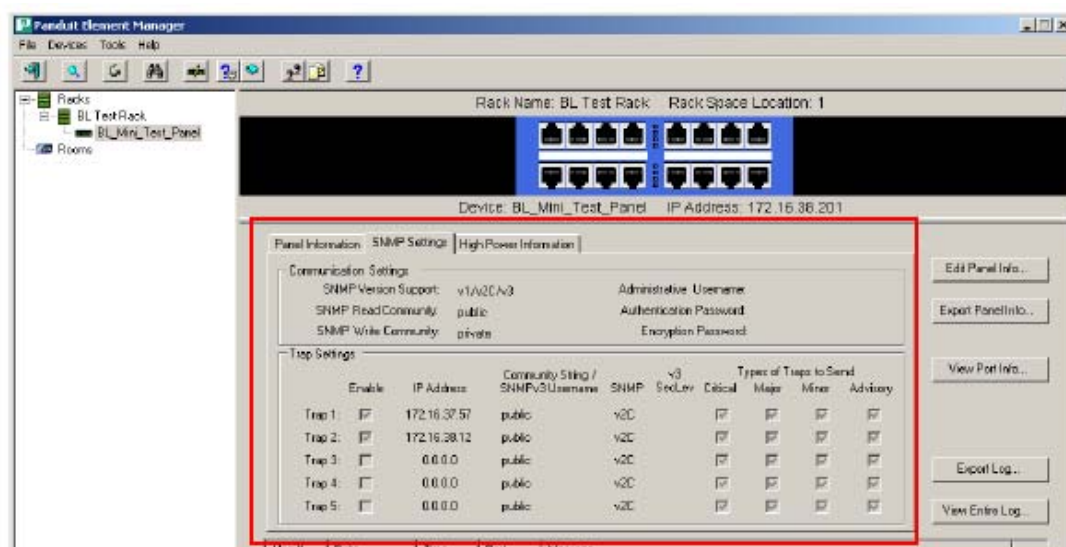 Panduit Element Manager
File Devices Tools Help
Racks
BL Test Rack
BL_Mini_Test_Panel
Rooms
Rack Name: BL Test Rack Rack Space Location: 1
Device: BL_Mini_Test_Panel IP Address: 172.16.38.201
Panel Information SNMP Settings High Power Information
Communication Settings
SNMP Version Support: v1/v2C/v3 Administrative Username:
SNMP Read Community: public Authentication Password:
SNMP Write Community: private Encryption Password:
Trap Settings
Enable IP Address Community String / SNMPv3 Username SNMP v3 SecLev Types of Traps to Send Critical Major Minor Advisory
Trap 1: 172.16.37.57 public v2C
Trap 2: 172.16.38.12 public v2C
Trap 3: 0.0.0.0 public v2C
Trap 4: 0.0.0.0 public v2C
Trap 5: 0.0.0.0 public v2C
Edit Panel Info...
Export Panel Info...
View Port Info...
Export Log...
View Entire Log...